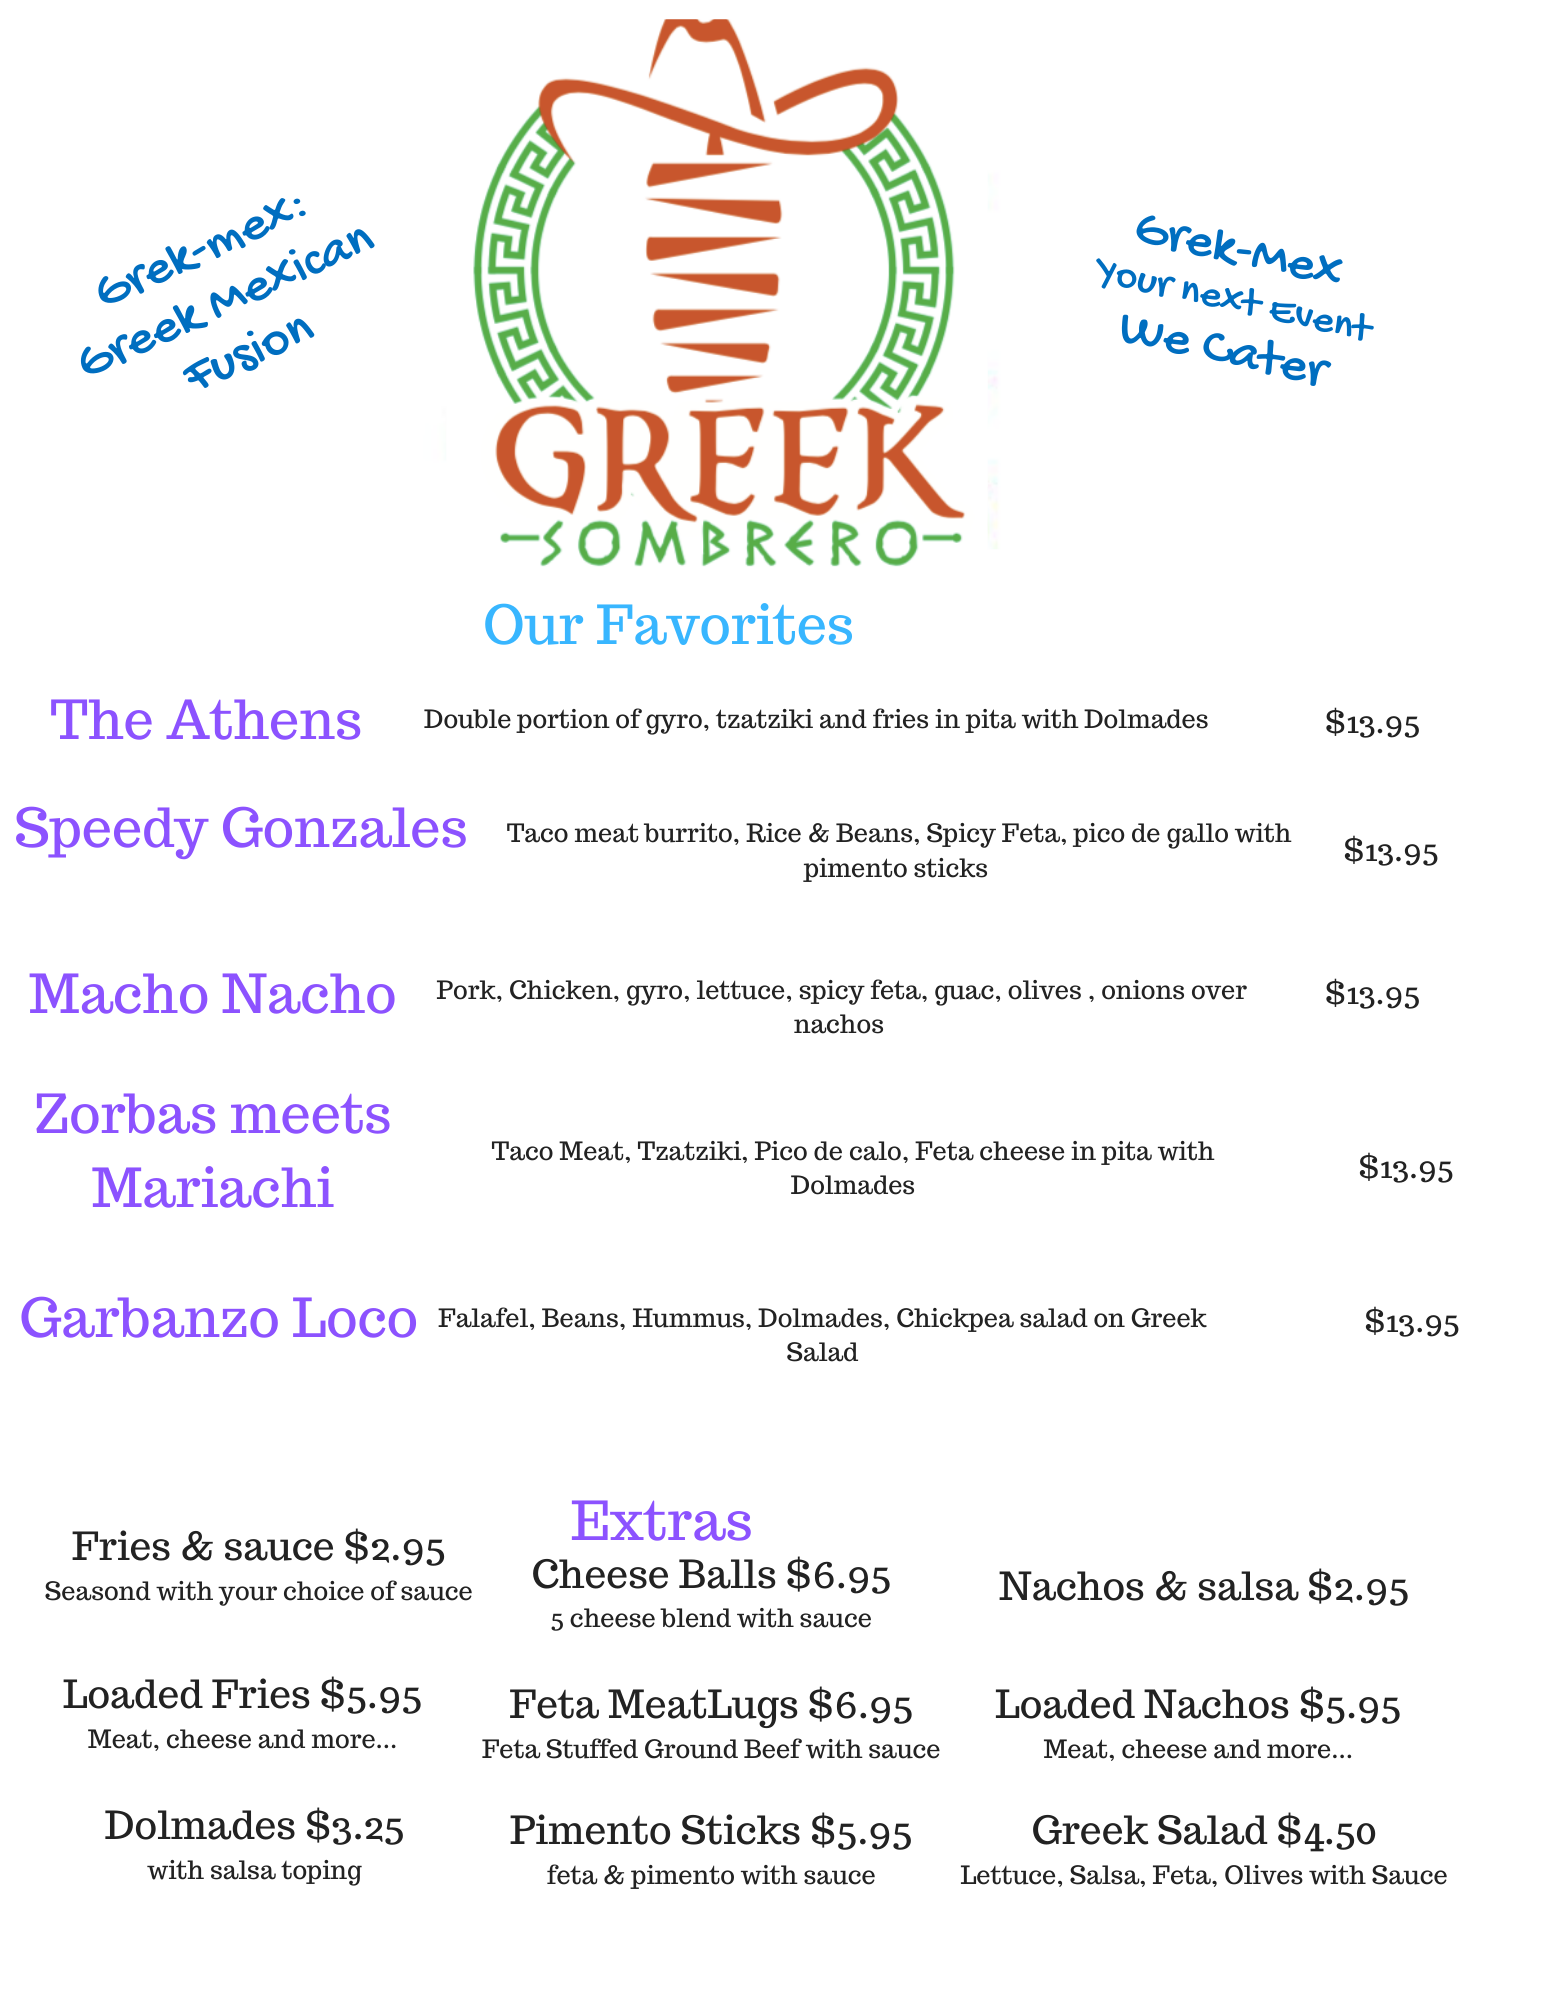 Grek-mex:
Greek Mexican
Fusion
Grek-Mex
Your next Event
We Cater
GREEK
SOMBRERO
Our Favorites
The Athens Double portion of gyro, tzatziki and fries in pita with Dolmades $13.95
Speedy Gonzales Taco meat burrito, Rice & Beans, Spicy Feta, pico de gallo with
pimento sticks $13.95
Macho Nacho Pork, Chicken, gyro, lettuce, spicy feta, guac, olives , onions over
nachos $13.95
Zorbas meets
Mariachi
Taco Meat, Tzatziki, Pico de calo, Feta cheese in pita with
Dolmades $13.95
Garbanzo Loco Falafel, Beans, Hummus, Dolmades, Chickpea salad on Greek
Salad $13.95
Extras
Fries & sauce $2.95
Seasond with your choice of sauce
Cheese Balls $6.95
5 cheese blend with sauce
Nachos & salsa $2.95
Loaded Fries $5.95
Meat, cheese and more...
Feta MeatLugs $6.95
Feta Stuffed Ground Beef with sauce
Loaded Nachos $5.95
Meat, cheese and more...
Dolmades $3.25
with salsa toping
Pimento Sticks $5.95
feta & pimento with sauce
Greek Salad $4.50
Lettuce, Salsa, Feta, Olives with Sauce